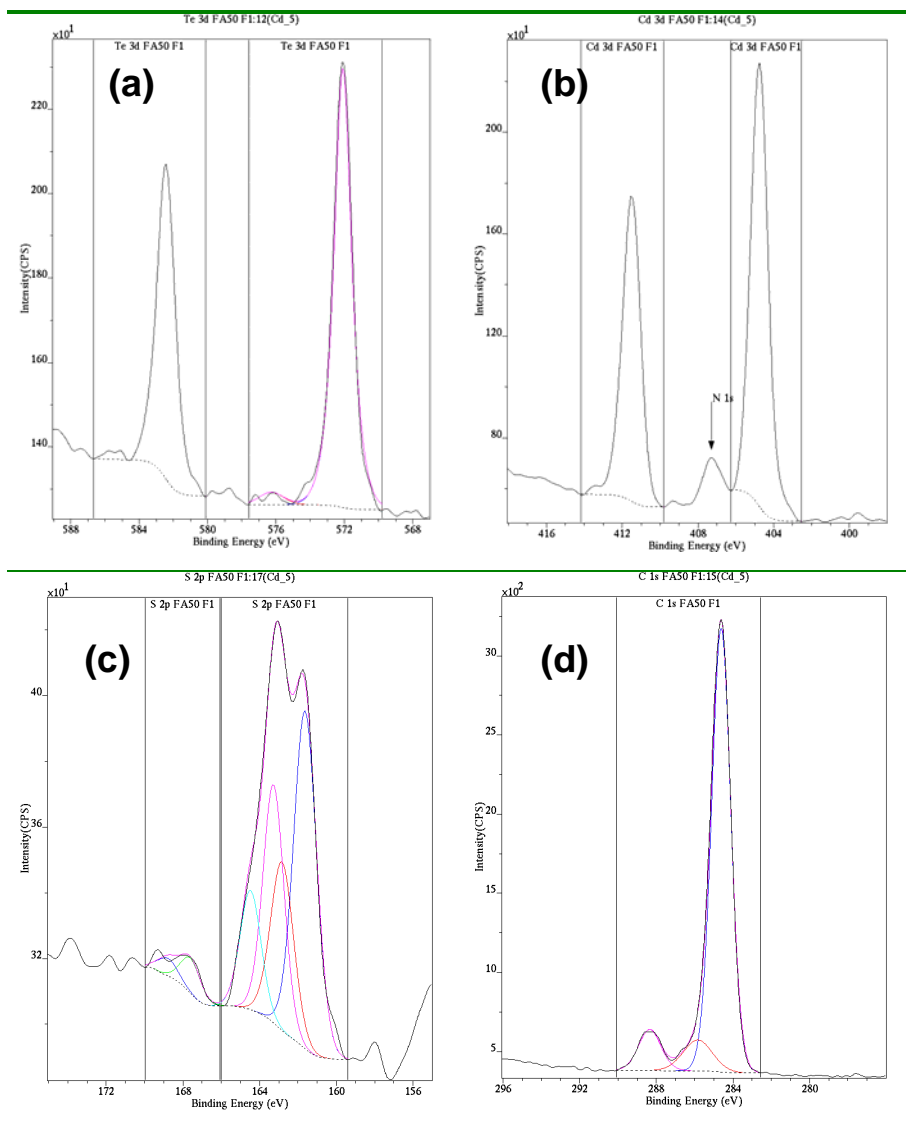 Te 3d FA50 F1:12(Cd_5)
x10¹
Te 3d FA50 F1
Te 3d FA50 F1
(a)
220
200
180
160
140
Intensity(CPS)
588
584
580
576
572
568
Binding Energy (eV)
Cd 3d FA50 F1:14(Cd_5)
x10¹
Cd 3d FA50 F1
Cd 3d FA50 F1
(b)
200
160
120
80
Intensity(CPS)
N 1s
416
412
408
404
400
Binding Energy (eV)
S 2p FA50 F1:17(Cd_5)
x10¹
S 2p FA50 F1
S 2p FA50 F1
(c)
40
36
32
Intensity(CPS)
172
168
164
160
155
Binding Energy (eV)
C 1s FA50 F1:15(Cd_5)
x10²
C 1s FA50 F1
(d)
30
25
20
15
10
5
Intensity(CPS)
296
292
288
284
280
Binding Energy (eV)